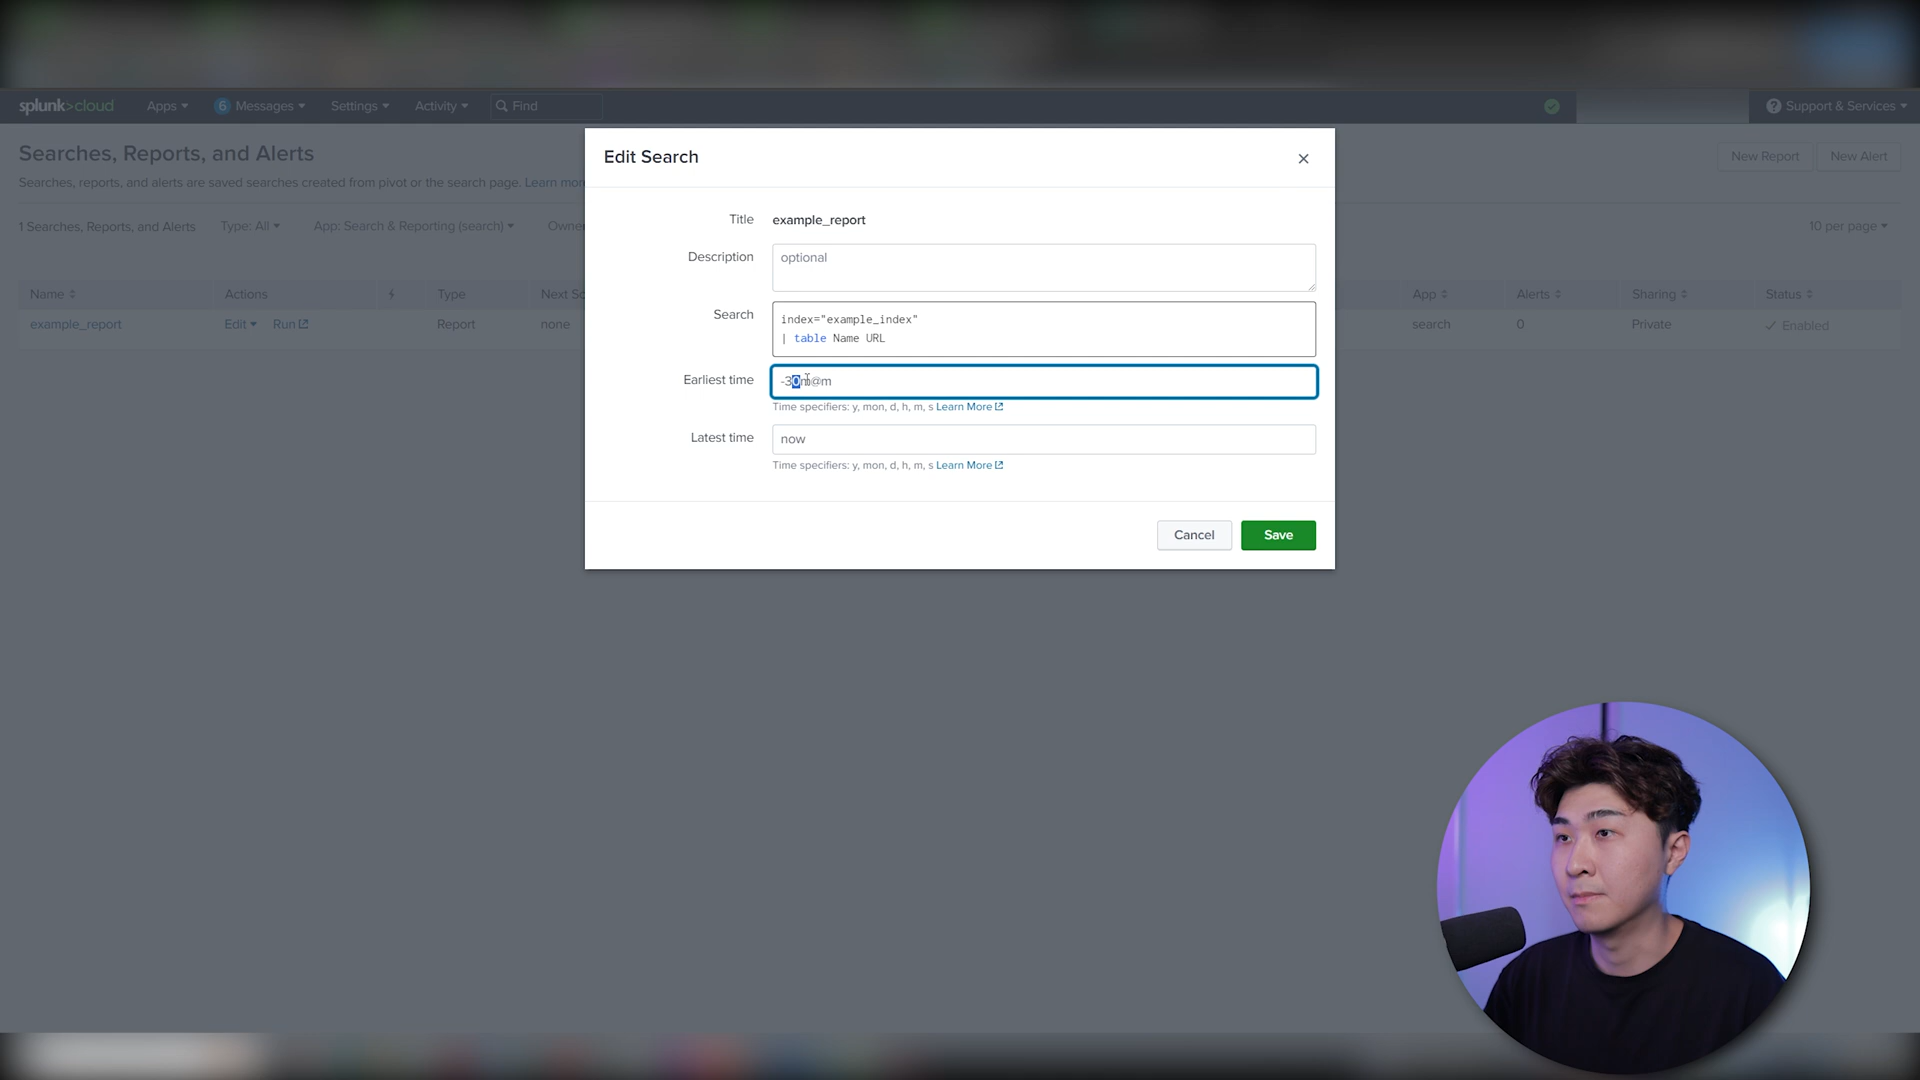 splunk>cloud Apps 6 Messages Settings Activity Find Support & Services
Searches, Reports, and Alerts
New Report New Alert
Searches, reports, and alerts are saved searches created from pivot or the search page. Learn
1 Searches, Reports, and Alerts Type: All App: Search & Reporting (search) 10 per page
Name Actions Type App Alerts Sharing Status
example_report Edit Run Report none search 0 Private Enabled
Edit Search
Title example_report
Description optional
Search index="example_index"
| table Name URL
Earliest time -30m@m
Time specifiers: y, mon, d, h, m, s Learn More
Latest time now
Time specifiers: y, mon, d, h, m, s Learn More
Cancel Save